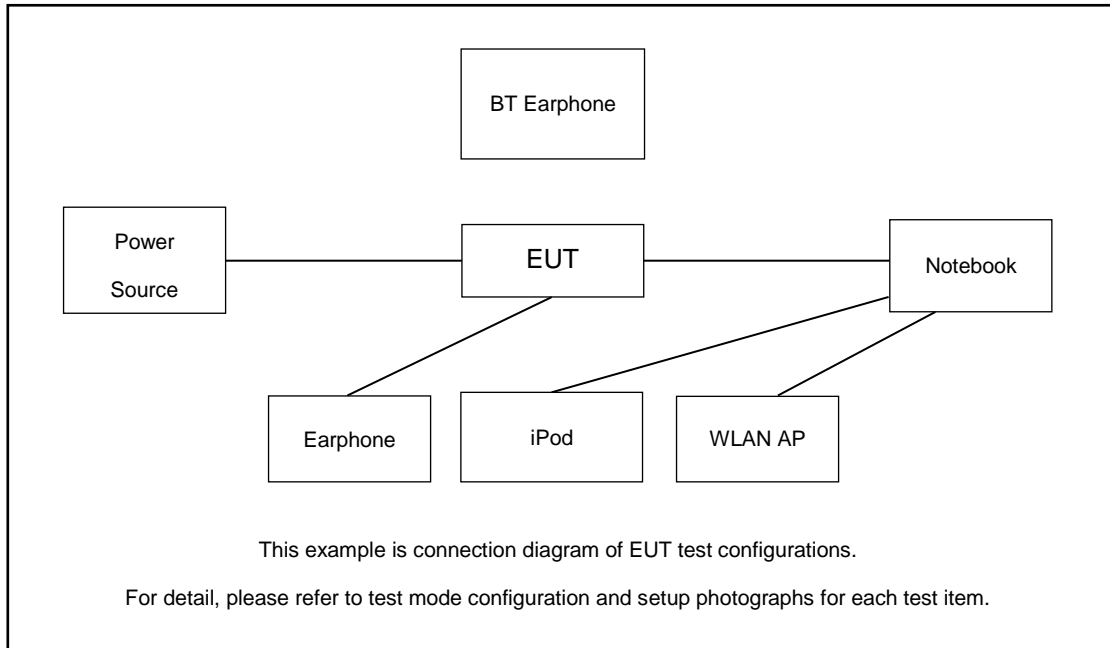 BT Earphone
Power
Source
EUT
Notebook
Earphone
iPod
WLAN AP
This example is connection diagram of EUT test configurations.
For detail, please refer to test mode configuration and setup photographs for each test item.